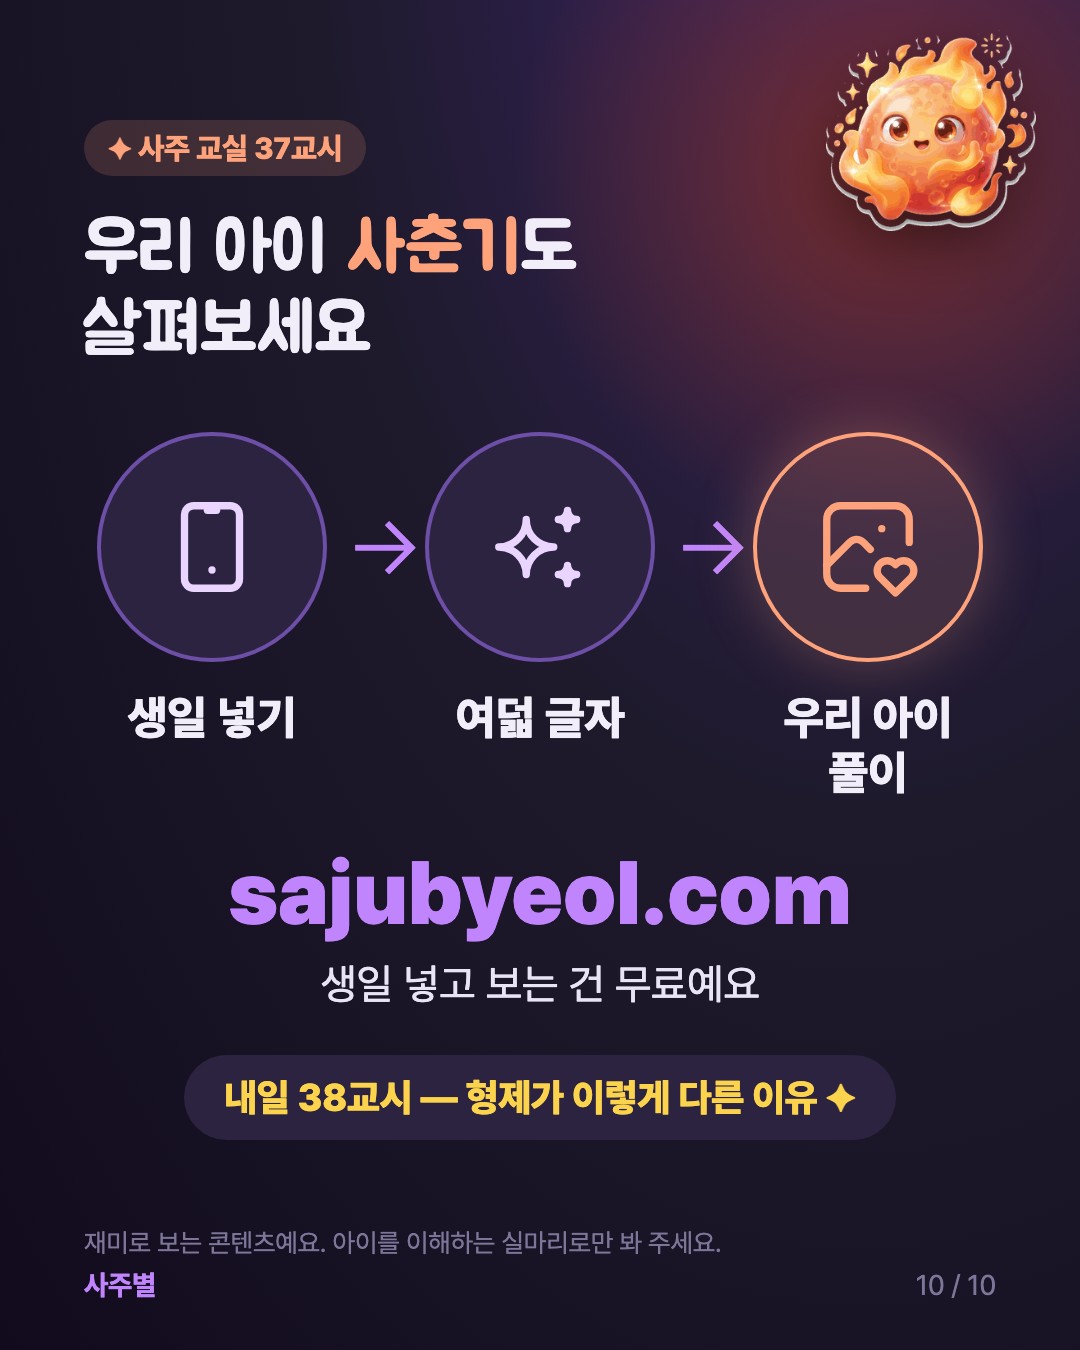 ✦ 사주 교실 37교시
우리 아이 사춘기도
살펴보세요
생일 넣기
여덟 글자
우리 아이
풀이
sajubyeol.com
생일 넣고 보는 건 무료예요
내일 38교시 — 형제가 이렇게 다른 이유 ✦
재미로 보는 콘텐츠예요. 아이를 이해하는 실마리로만 봐 주세요.
사주별
10 / 10